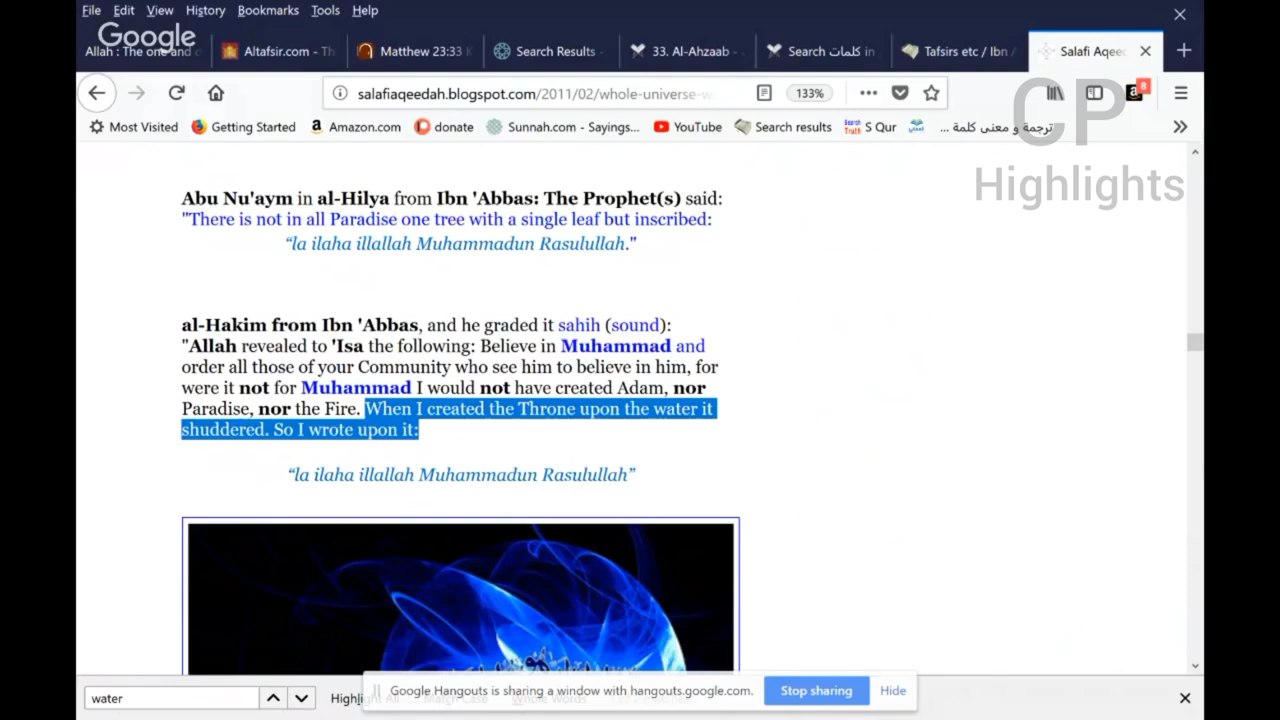 File Edit View History Bookmarks Tools Help
Google
Allah : The one and o
Altafsir.com - Th
Matthew 23:33 K
Search Results -
33. Al-Ahzaab -
Search كلمات in
Tafsirs etc / Ibn A
Salafi Aqeed
salafiaqeedah.blogspot.com/2011/02/whole-universe-w
133%
8
CP
Highlights
Most Visited Getting Started Amazon.com donate Sunnah.com - Sayings... YouTube Search results S Qur ترجمة و معنى كلمة ...
Abu Nu'aym in al-Hilya from Ibn 'Abbas: The Prophet(s) said:
"There is not in all Paradise one tree with a single leaf but inscribed:
“la ilaha illallah Muhammadun Rasulullah."
al-Hakim from Ibn 'Abbas, and he graded it sahih (sound):
"Allah revealed to 'Isa the following: Believe in Muhammad and
order all those of your Community who see him to believe in him, for
were it not for Muhammad I would not have created Adam, nor
Paradise, nor the Fire. When I created the Throne upon the water it
shuddered. So I wrote upon it:
“la ilaha illallah Muhammadun Rasulullah”
water
Google Hangouts is sharing a window with hangouts.google.com.
Stop sharing
Hide